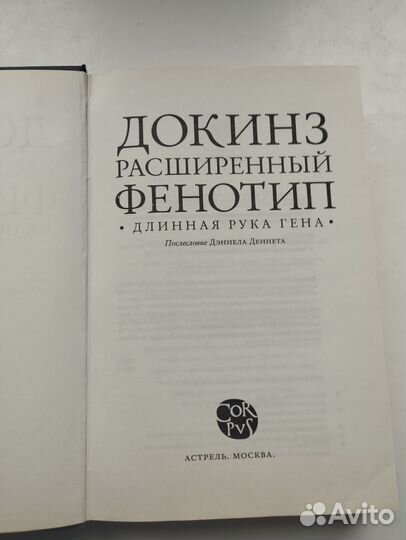 ДОКИНЗ
РАСШИРЕННЫЙ
ФЕНОТИП
• ДЛИННАЯ РУКА ГЕНА •
Послесловие Дэниела Деннета
COR
PVS
АСТРЕЛЬ. МОСКВА.
Avito